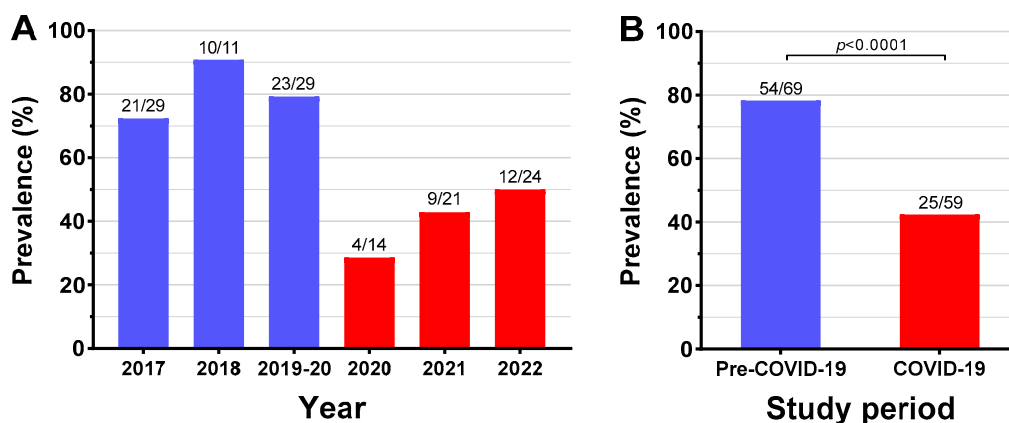 A
Prevalence (%)
100
80
60
40
20
0
21/29
10/11
23/29
4/14
9/21
12/24
2017 2018 2019-20 2020 2021 2022
Year
B
Prevalence (%)
100
80
60
40
20
0
p<0.0001
54/69
25/59
Pre-COVID-19 COVID-19
Study period